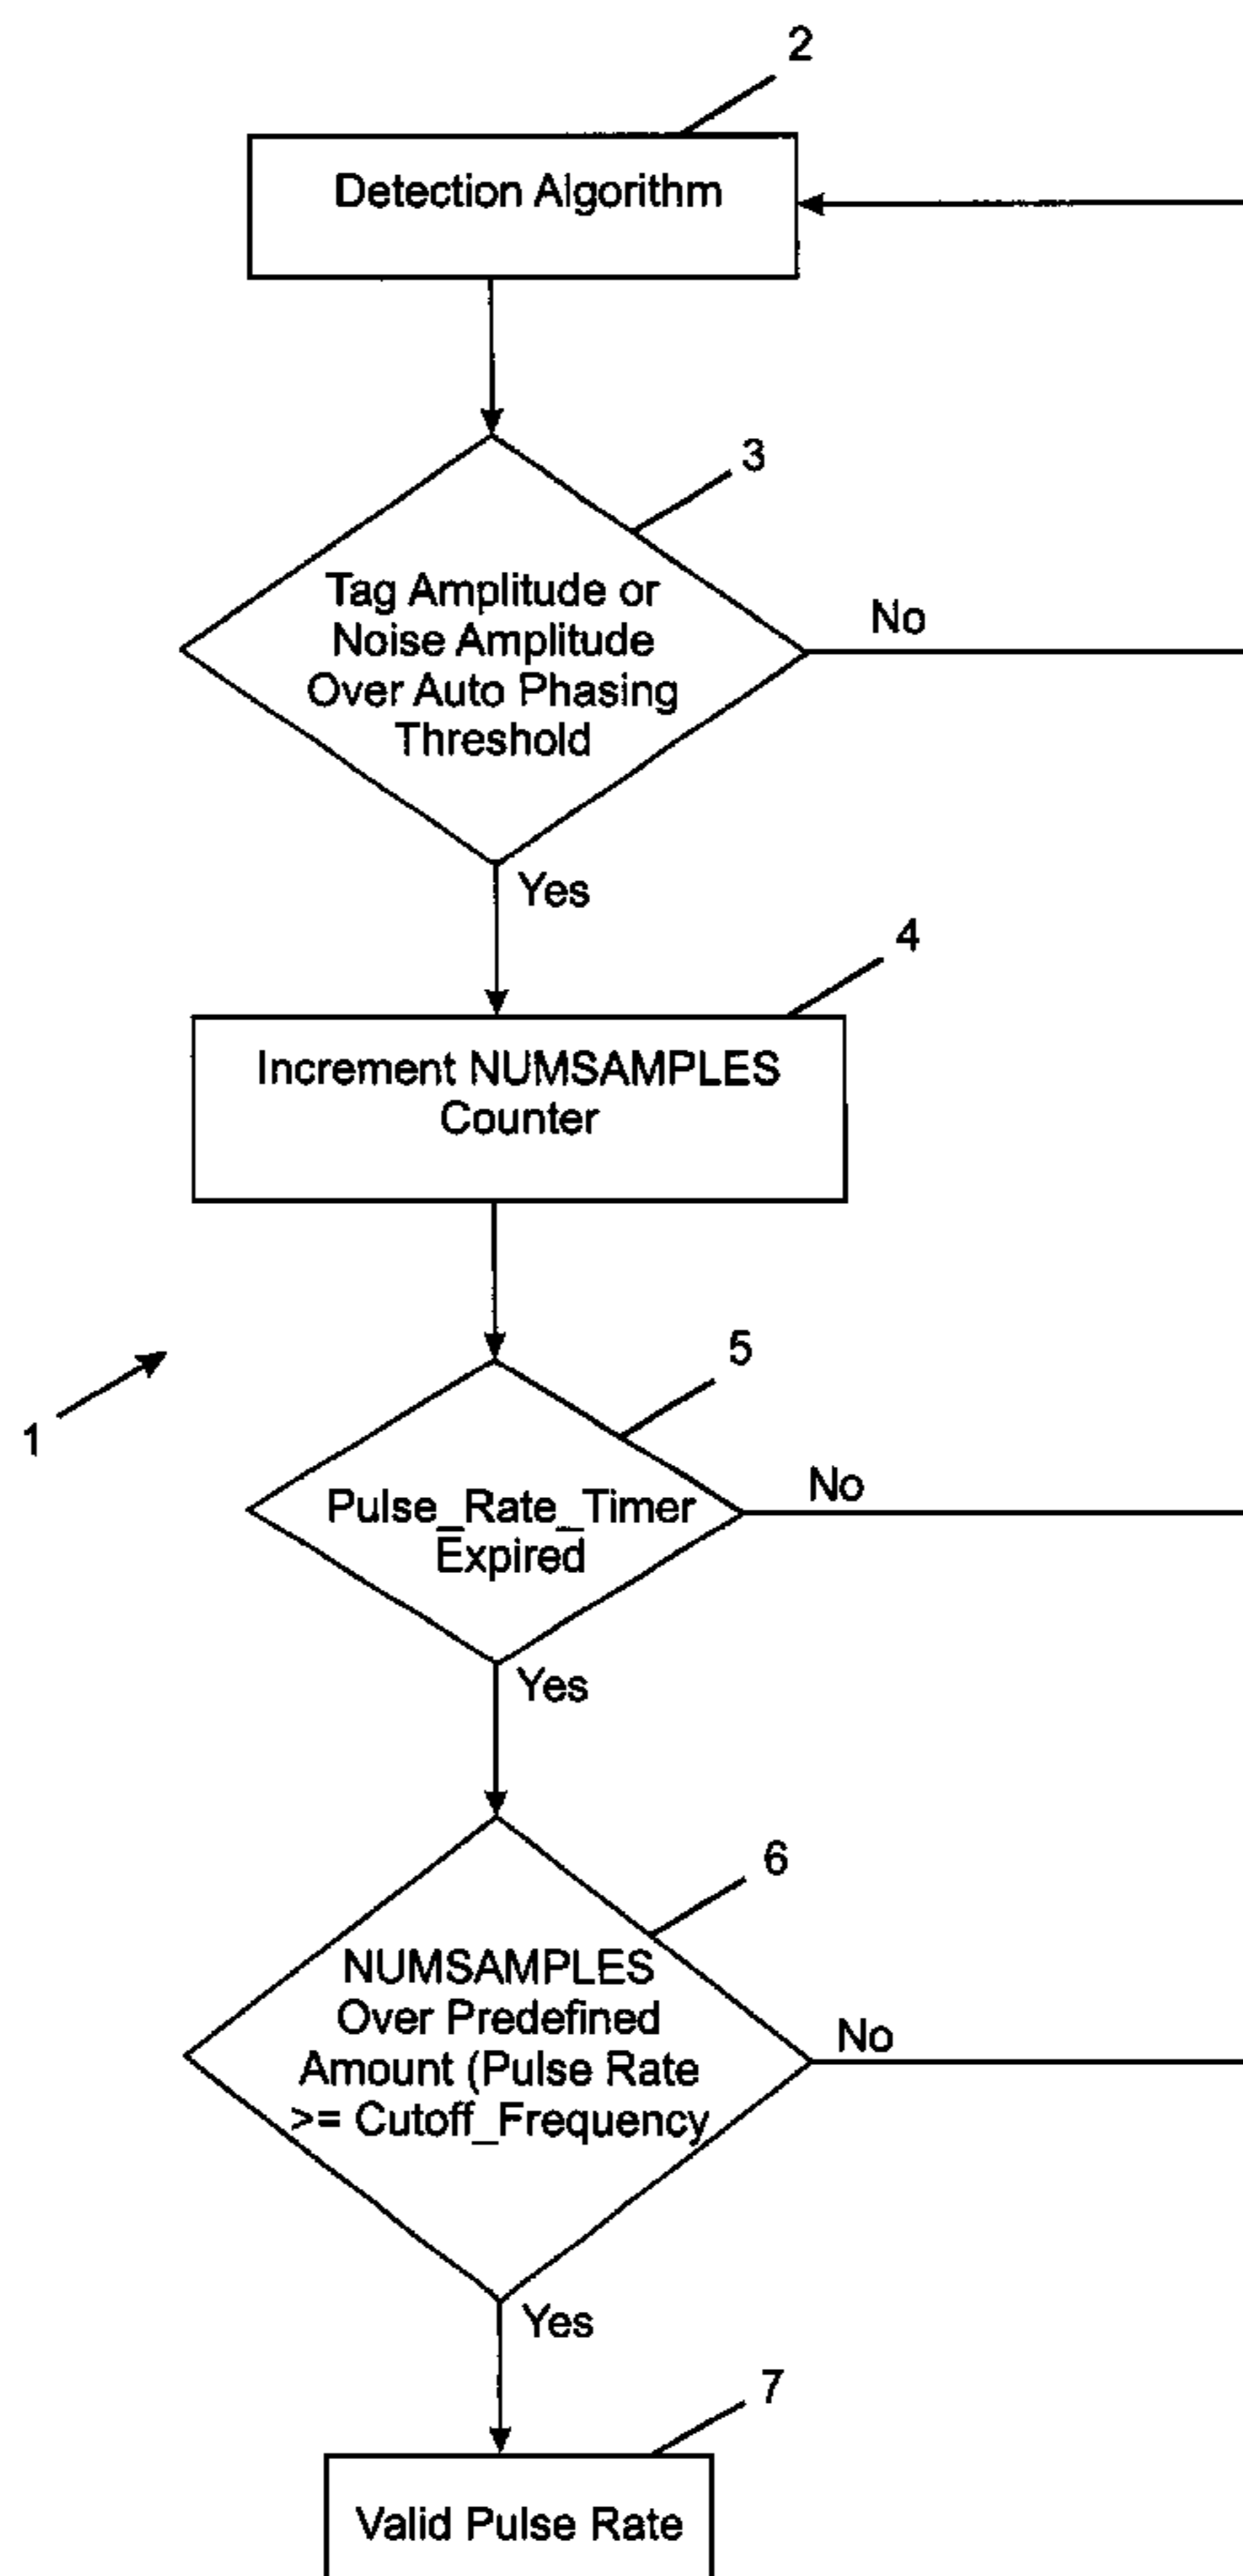 2
Detection Algorithm
3
Tag Amplitude or
Noise Amplitude
Over Auto Phasing
Threshold
No
Yes
4
Increment NUMSAMPLES
Counter
1
5
Pulse_Rate_Timer
Expired
No
Yes
6
NUMSAMPLES
Over Predefined
Amount (Pulse Rate
>= Cutoff_Frequency
No
Yes
7
Valid Pulse Rate